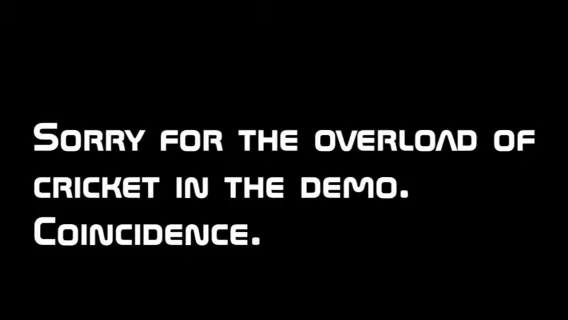 Sorry for the overload of
cricket in the demo.
Coincidence.